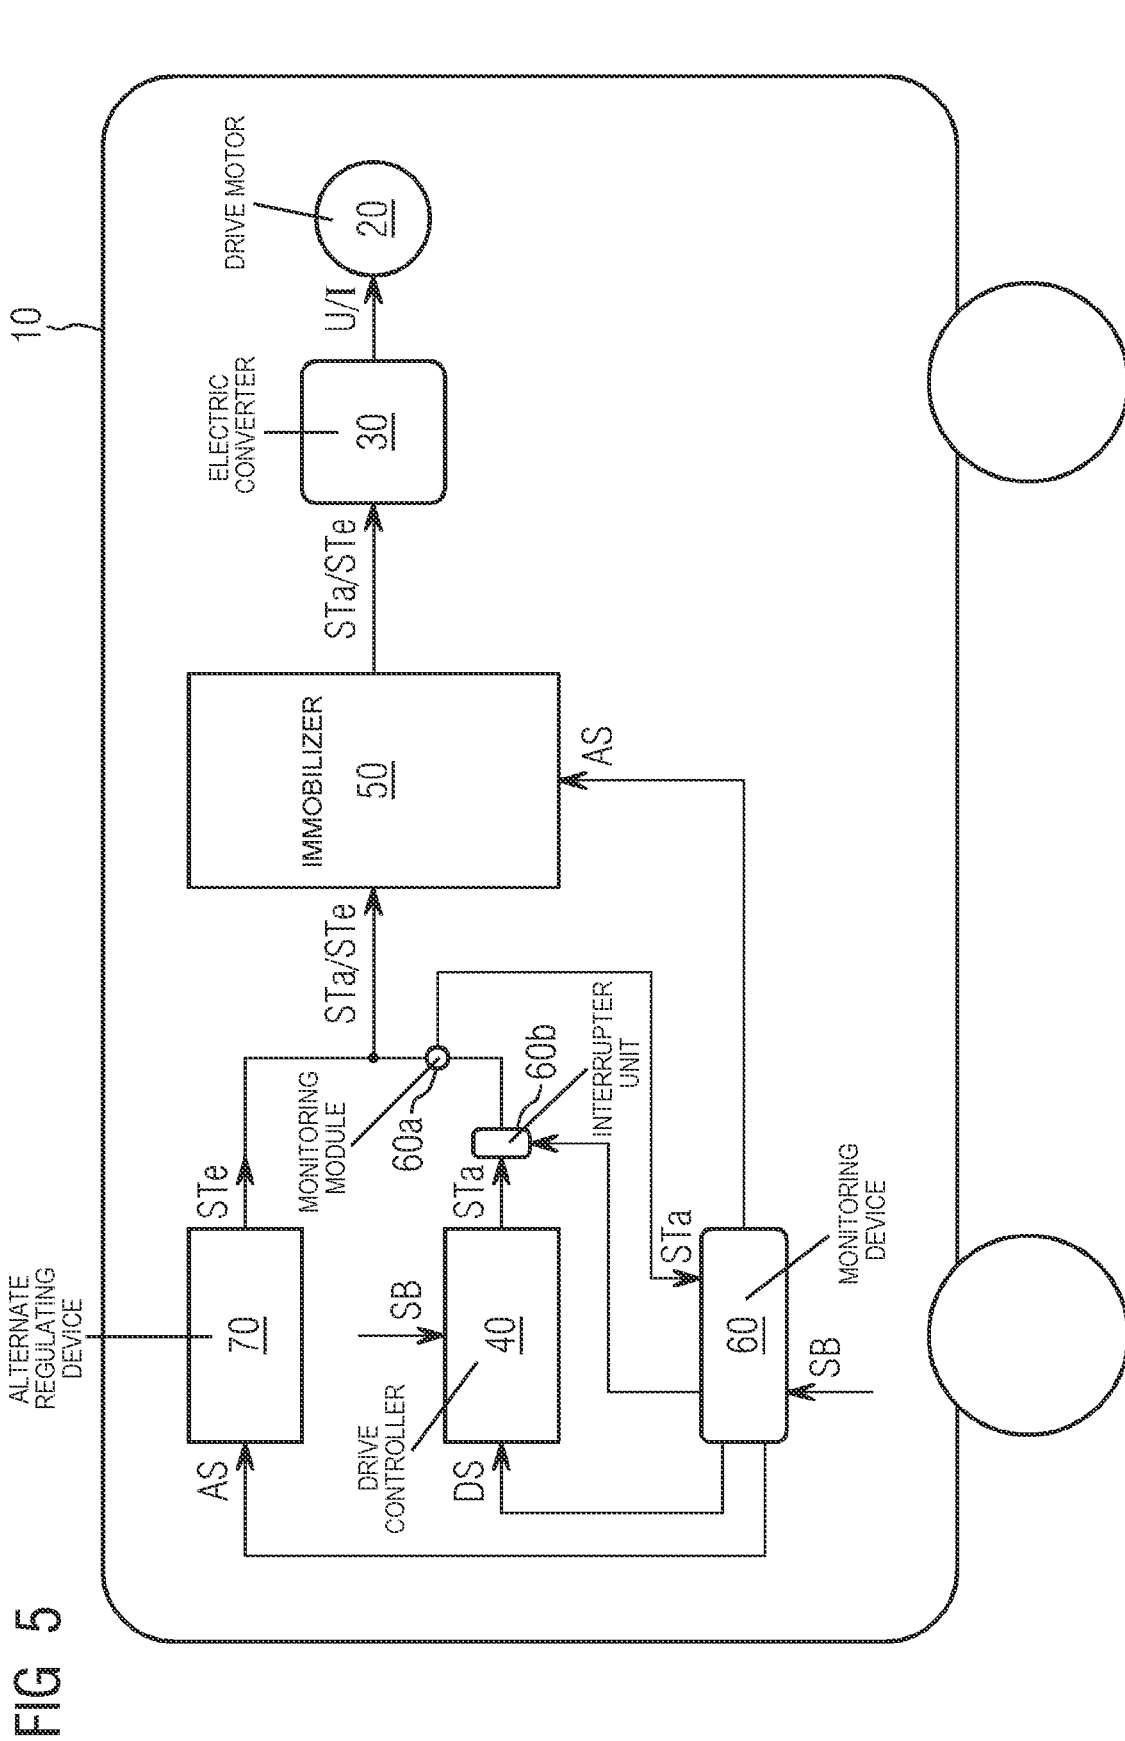 FIG 5
10
ALTERNATE
REGULATING
DEVICE
AS
70
STe
STa/STe
IMMOBILIZER
50
STa/STe
ELECTRIC
CONVERTER
30
U/I
DRIVE MOTOR
20
MONITORING
MODULE
60a
DRIVE
CONTROLLER
DS
SB
40
STa
60b
INTERRUPTER
UNIT
AS
STa
60
SB
MONITORING
DEVICE